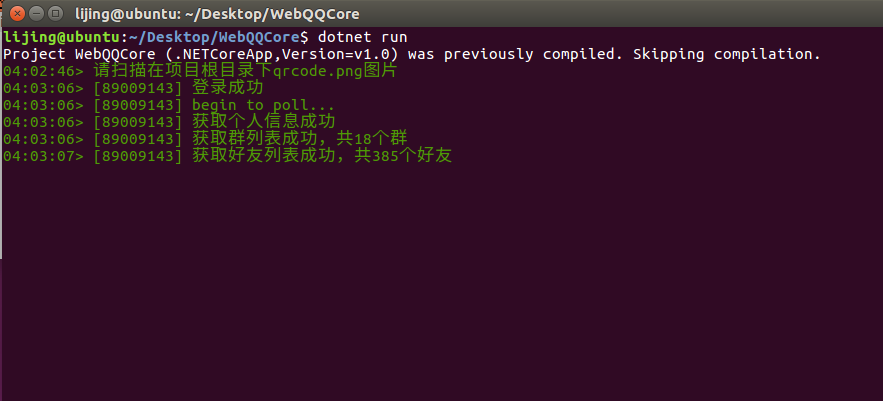 lijing@ubuntu: ~/Desktop/WebQQCore
lijing@ubuntu:~/Desktop/WebQQCore$ dotnet run
Project WebQQCore (.NETCoreApp,Version=v1.0) was previously compiled. Skipping compilation.
04:02:46> 请扫描在项目根目录下qrcode.png图片
04:03:06> [89009143] 登录成功
04:03:06> [89009143] begin to poll...
04:03:06> [89009143] 获取个人信息成功
04:03:06> [89009143] 获取群列表成功，共18个群
04:03:07> [89009143] 获取好友列表成功，共385个好友